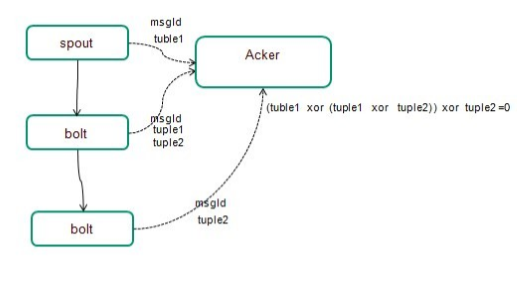 msgId
tuble1
spout
Acker
(tuble1 xor (tuple1 xor tuple2)) xor tuple2=0
bolt
msgId
tuple1
tuple2
bolt
msgId
tuple2